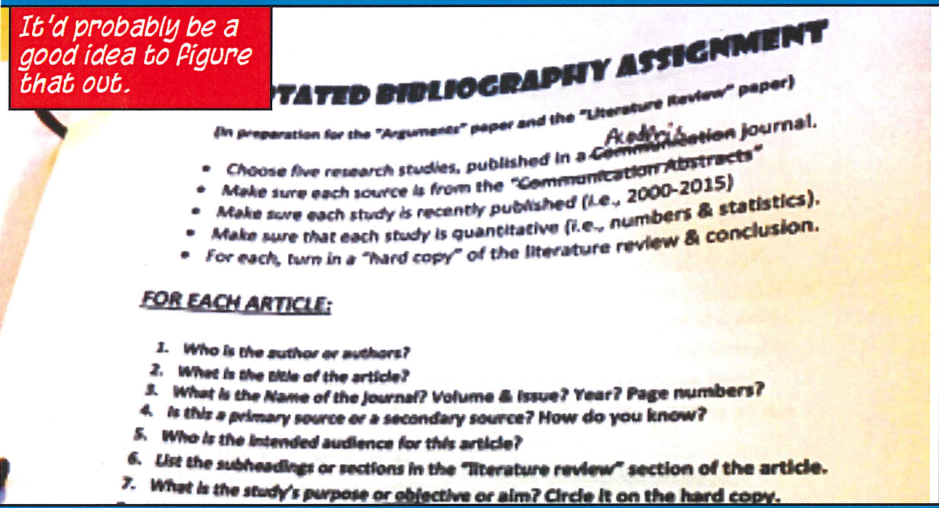 It'd probably be a
good idea to figure
that out.
TATED BIBLIOGRAPHY ASSIGNMENT
(In preparation for the "Arguments" paper and the "Literature Review" paper)
• Choose five research studies, published in a Communication journal.
• Make sure each source is from the "Communication Abstracts"
• Make sure each study is recently published (i.e., 2000-2015)
• Make sure that each study is quantitative (i.e., numbers & statistics).
• For each, turn in a "hard copy" of the literature review & conclusion.
FOR EACH ARTICLE:
1. Who is the author or authors?
2. What is the title of the article?
3. What is the Name of the Journal? Volume & Issue? Year? Page numbers?
4. Is this a primary source or a secondary source? How do you know?
5. Who is the intended audience for this article?
6. List the subheadings or sections in the "literature review" section of the article.
7. What is the study's purpose or objective or aim? Circle it on the hard copy.